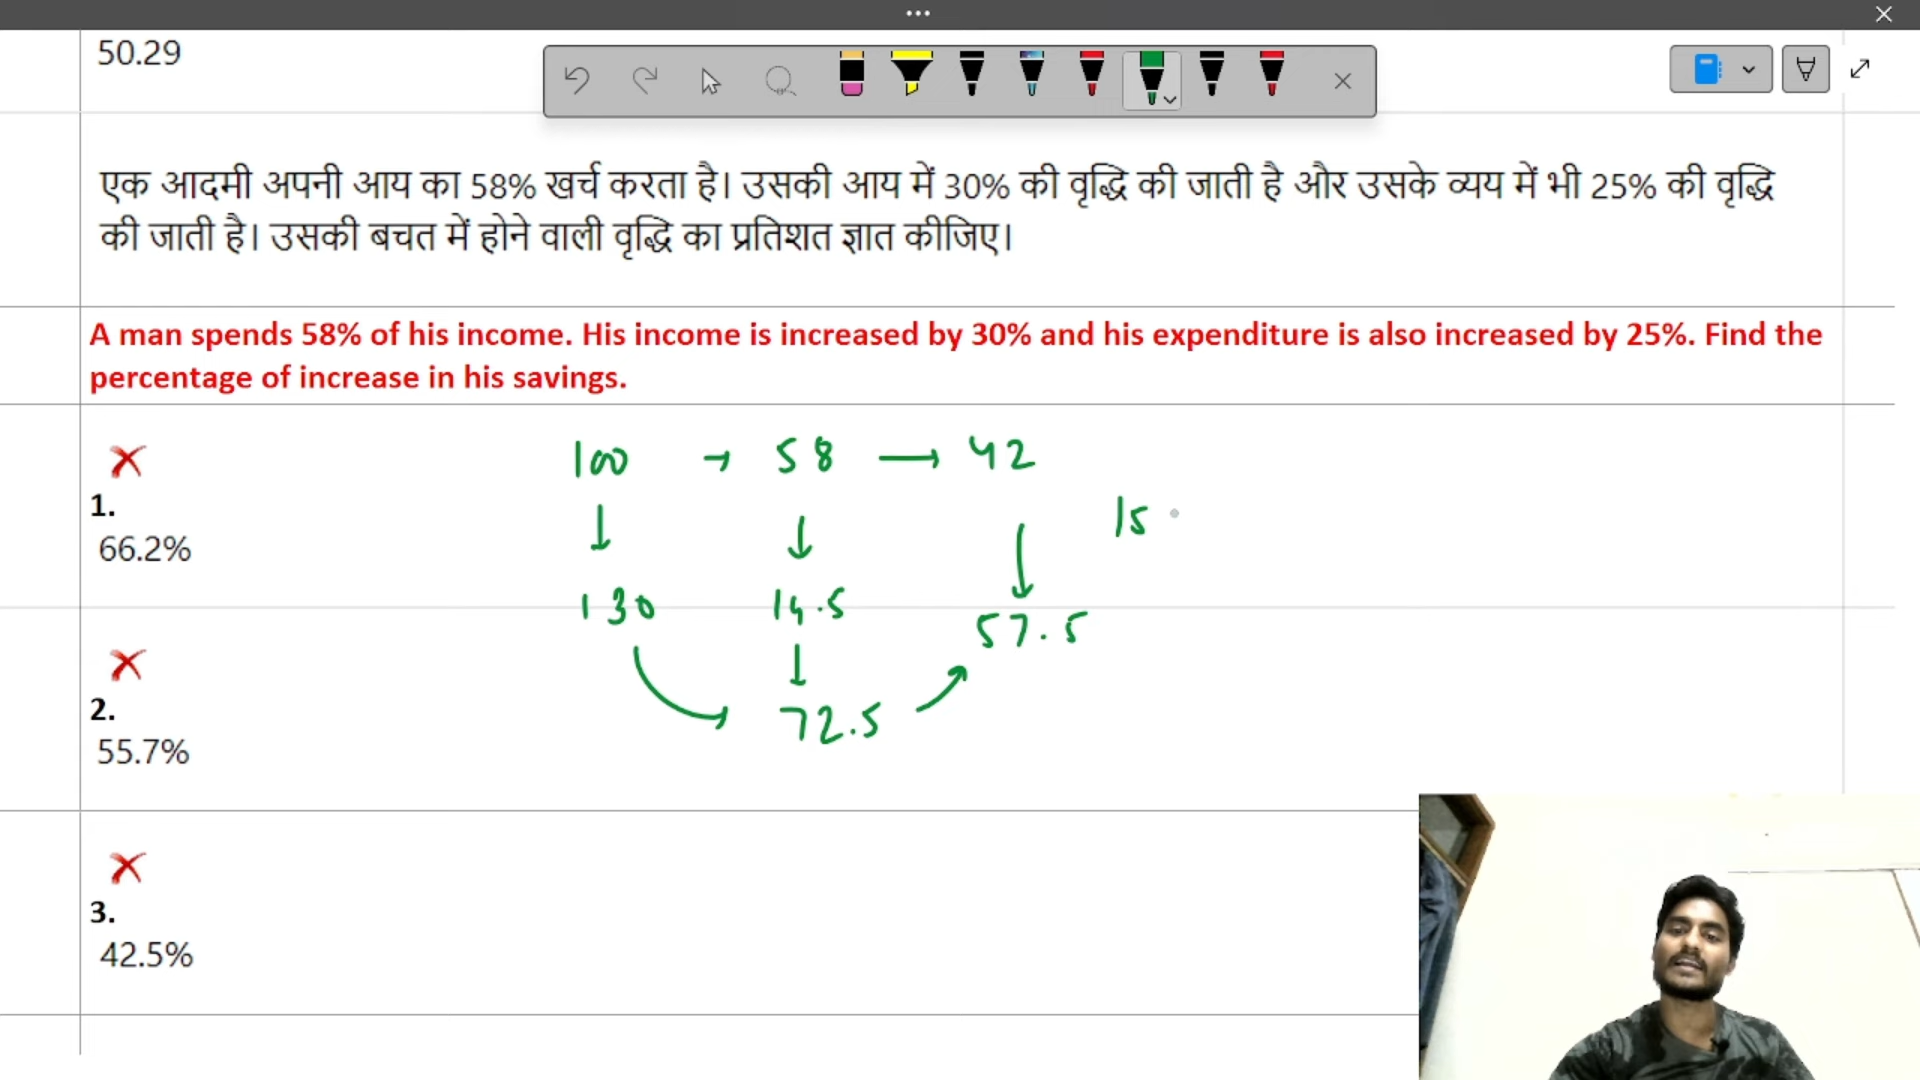 50.29
एक आदमी अपनी आय का 58% खर्च करता है। उसकी आय में 30% की वृद्धि की जाती है और उसके व्यय में भी 25% की वृद्धि
की जाती है। उसकी बचत में होने वाली वृद्धि का प्रतिशत ज्ञात कीजिए।
A man spends 58% of his income. His income is increased by 30% and his expenditure is also increased by 25%. Find the
percentage of increase in his savings.
100 → 58 → 42
15
1.
66.2%
130 14.5 57.5
2.
72.5
55.7%
3.
42.5%